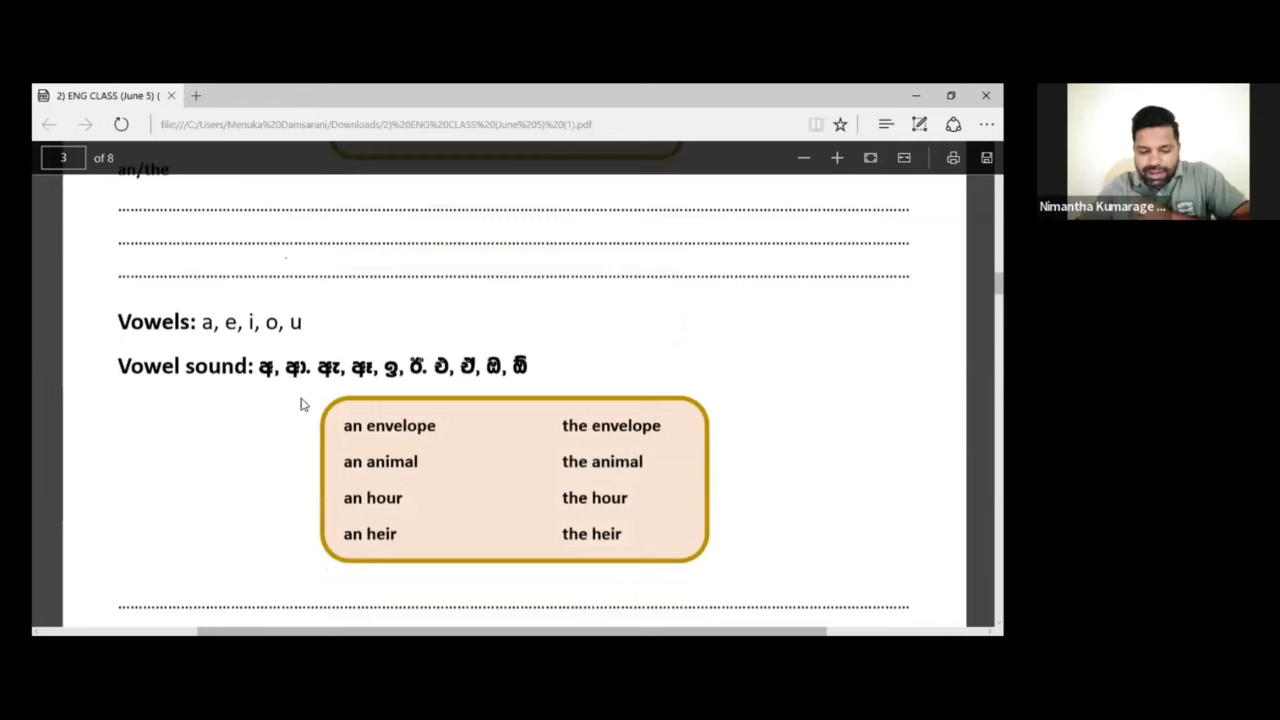 2) ENG CLASS (June 5) (
file:///C:/Users/Menuka%20Damsarani/Downloads/2)%20ENG%20CLASS%20(June%205)%20(1).pdf
3 of 8
an/the
Vowels: a, e, i, o, u
Vowel sound: අ, ආ. ඇ, ඈ, ඉ, ඊ. එ, ඒ, ඔ, ඕ
an envelope the envelope
an animal the animal
an hour the hour
an heir the heir
Nimantha Kumarage ...